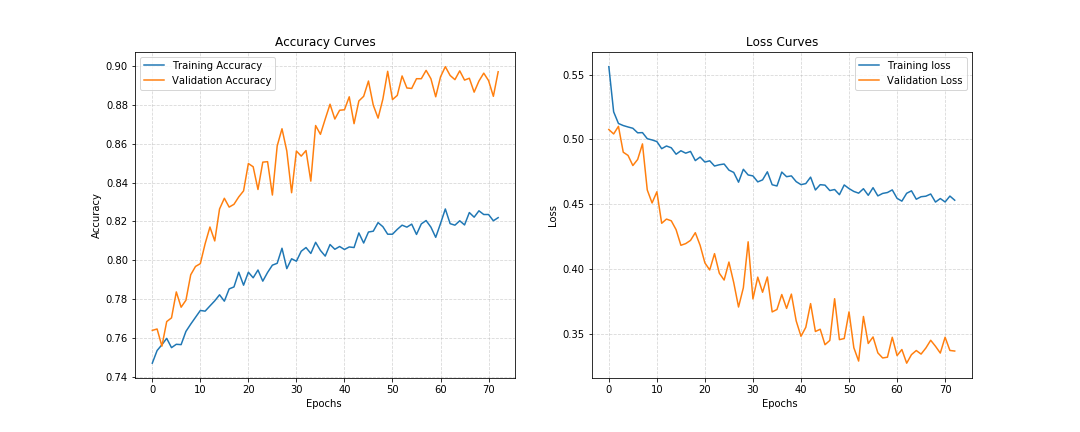 Accuracy Curves
Training Accuracy
Validation Accuracy
0.90
0.88
0.86
0.84
0.82
0.80
0.78
0.76
0.74
Accuracy
0 10 20 30 40 50 60 70
Epochs
Loss Curves
Training loss
Validation Loss
0.55
0.50
0.45
0.40
0.35
Loss
0 10 20 30 40 50 60 70
Epochs